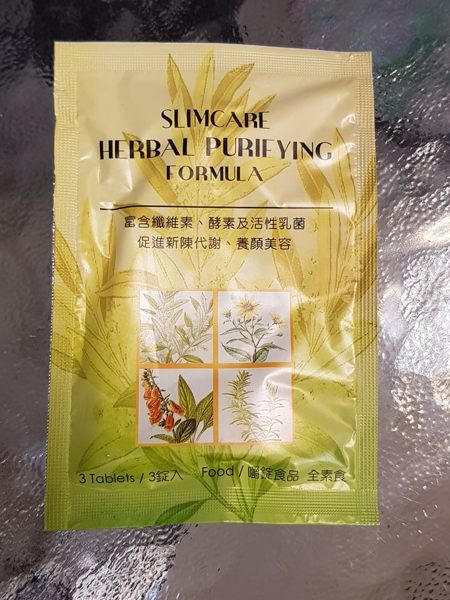 SLIMCARE
HERBAL PURIFYING
FORMULA
富含纖維素、酵素及活性乳菌
促進新陳代謝、養顏美容
3 Tablets / 3錠入 Food / 嚼錠食品 全素食